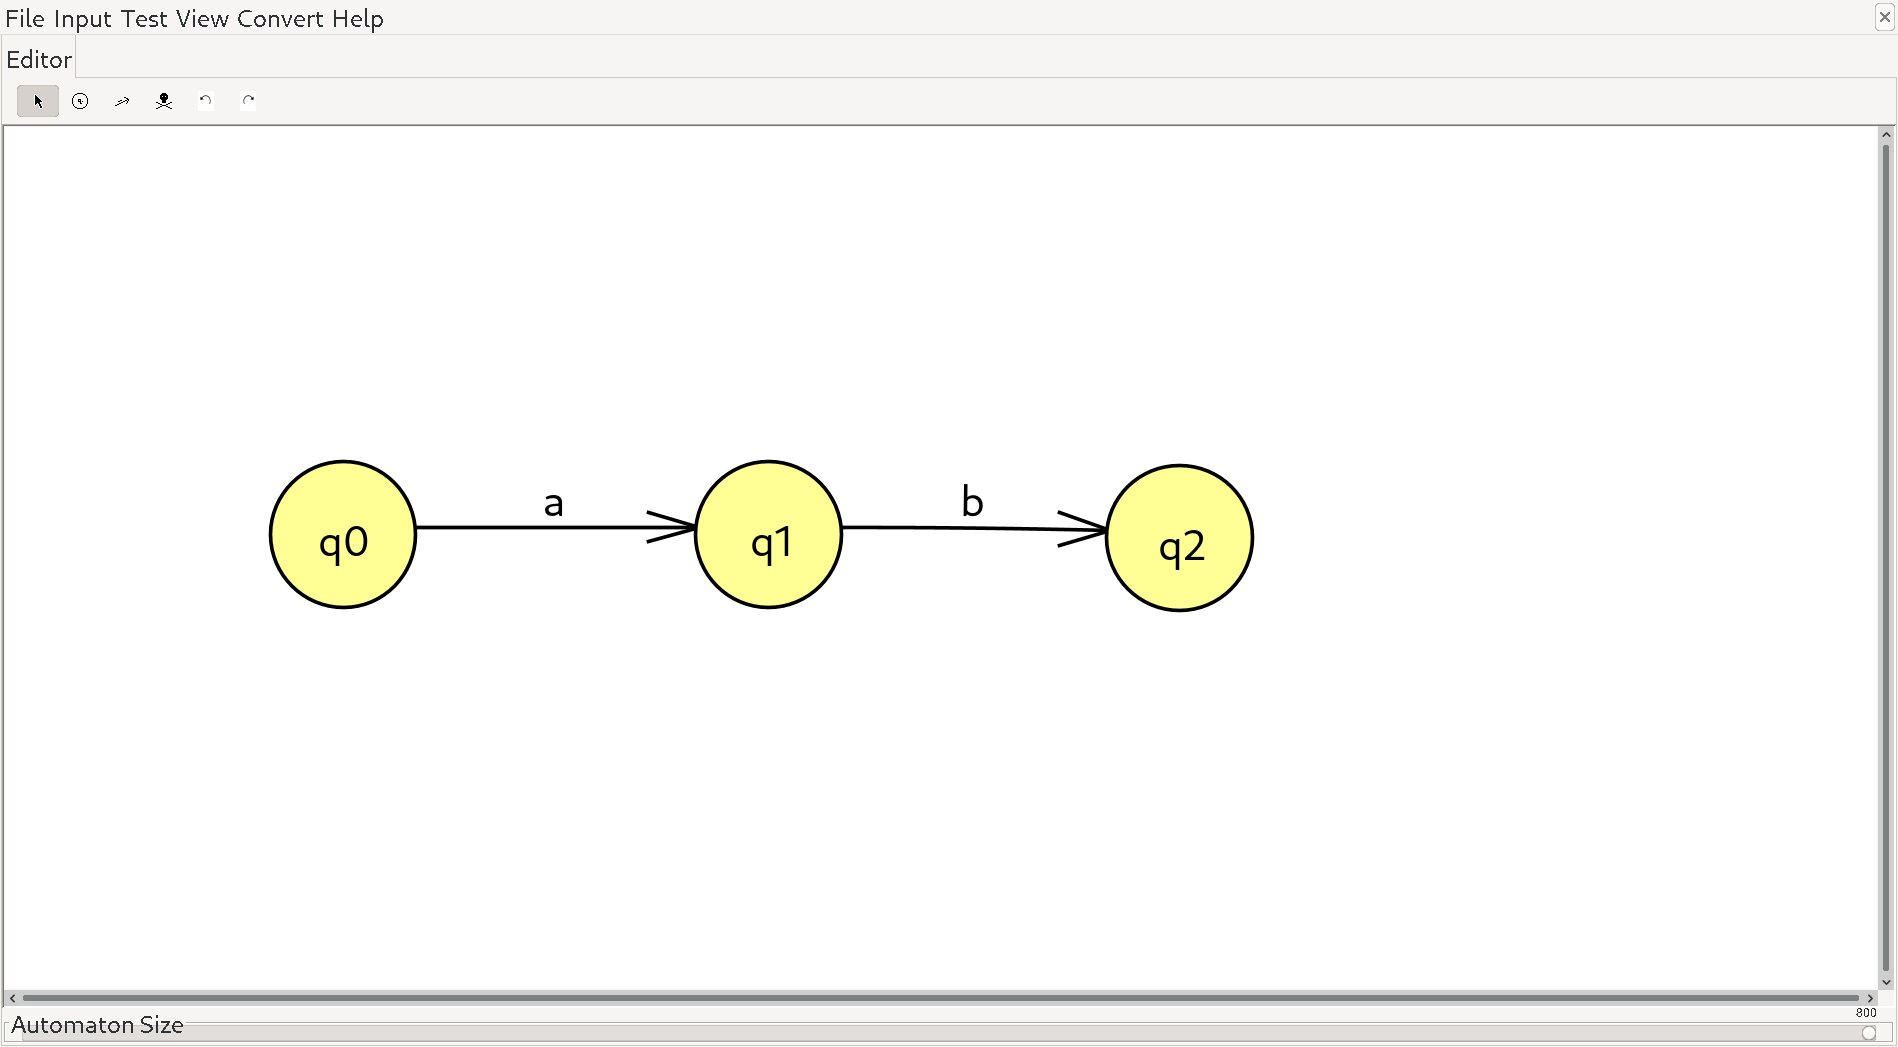 File Input Test View Convert Help
Editor
a
b
q0
q1
q2
800
Automaton Size